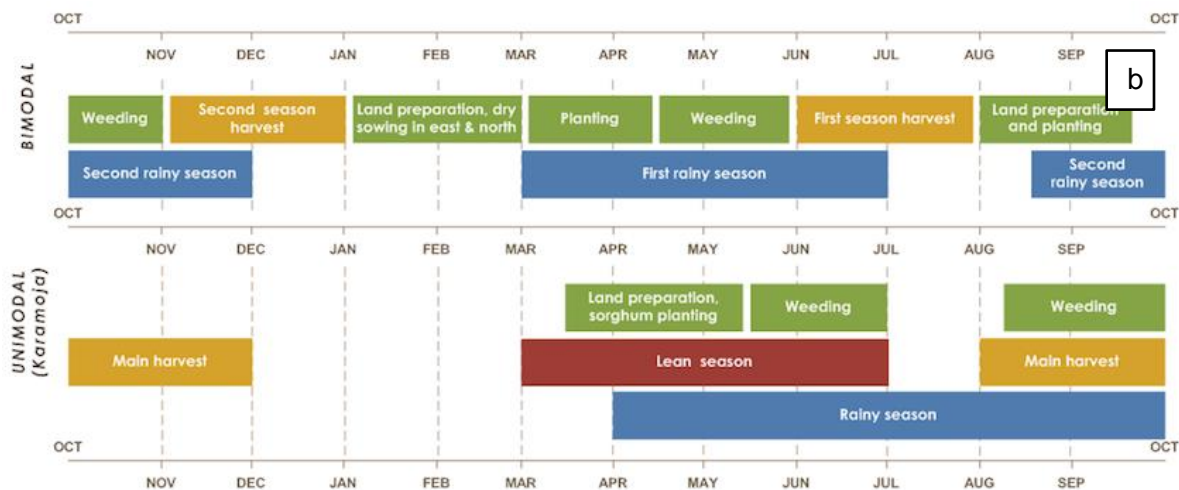 OCT OCT
NOV DEC JAN FEB MAR APR MAY JUN JUL AUG SEP
b
BIMODAL
Weeding
Second season
harvest
Land preparation, dry
sowing in east & north
Planting
Weeding
First season harvest
Land preparation
and planting
Second rainy season
First rainy season
Second
rainy season
OCT OCT
NOV DEC JAN FEB MAR APR MAY JUN JUL AUG SEP
UNIMODAL
(Karamoja)
Land preparation,
sorghum planting
Weeding
Weeding
Main harvest
Lean season
Main harvest
Rainy season
OCT OCT
NOV DEC JAN FEB MAR APR MAY JUN JUL AUG SEP